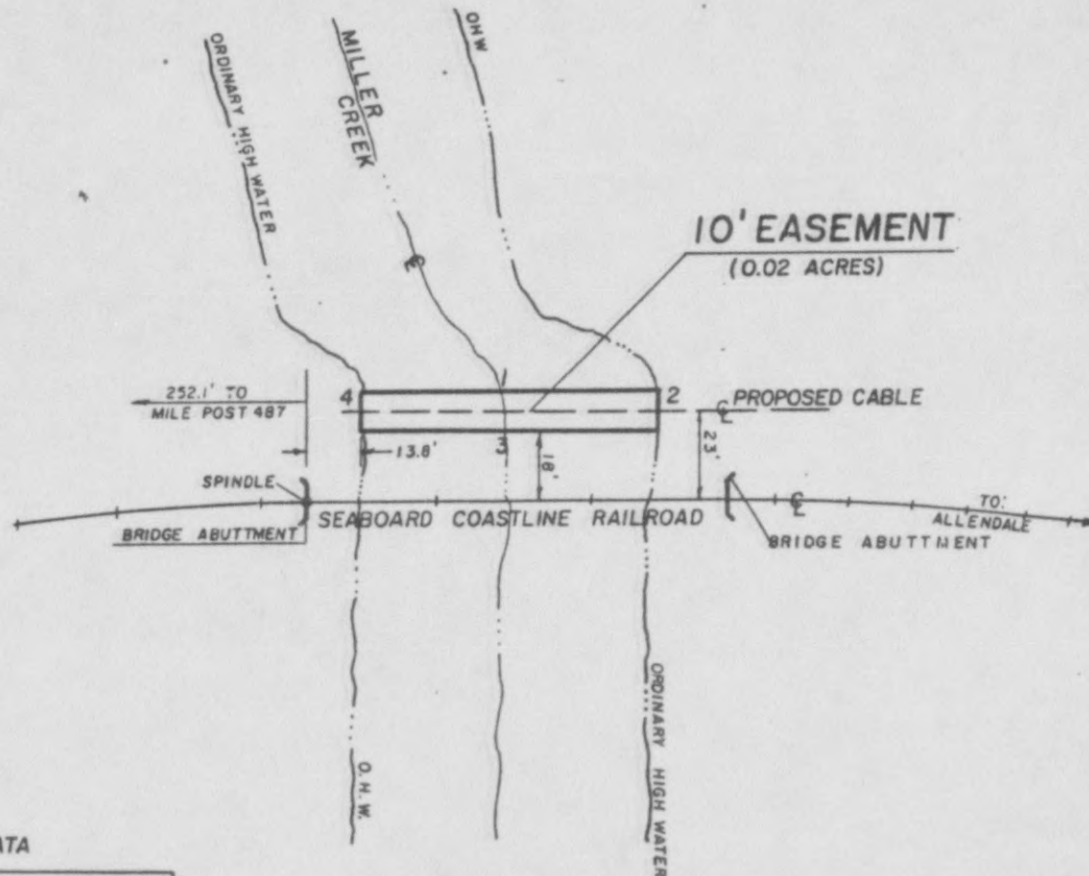 ORDINARY HIGH WATER
MILLER
CREEK
OHW
10' EASEMENT
(0.02 ACRES)
℄
252.1' TO
MILE POST 487
4
1
2
℄ PROPOSED CABLE
13.8'
3
18'
23'
SPINDLE
BRIDGE ABUTTMENT
SEABOARD COASTLINE RAILROAD
℄
TO:
ALLENDALE
BRIDGE ABUTTMENT
O.H.W.
ORDINARY HIGH WATER
ATA